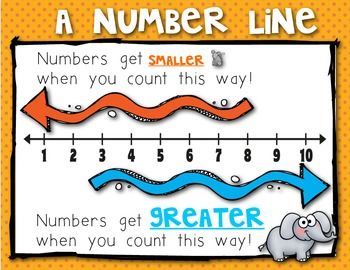 A NUMBER LINE
Numbers get SMALLER
when you count this way!
1 2 3 4 5 6 7 8 9 10
Numbers get GREATER
when you count this way!